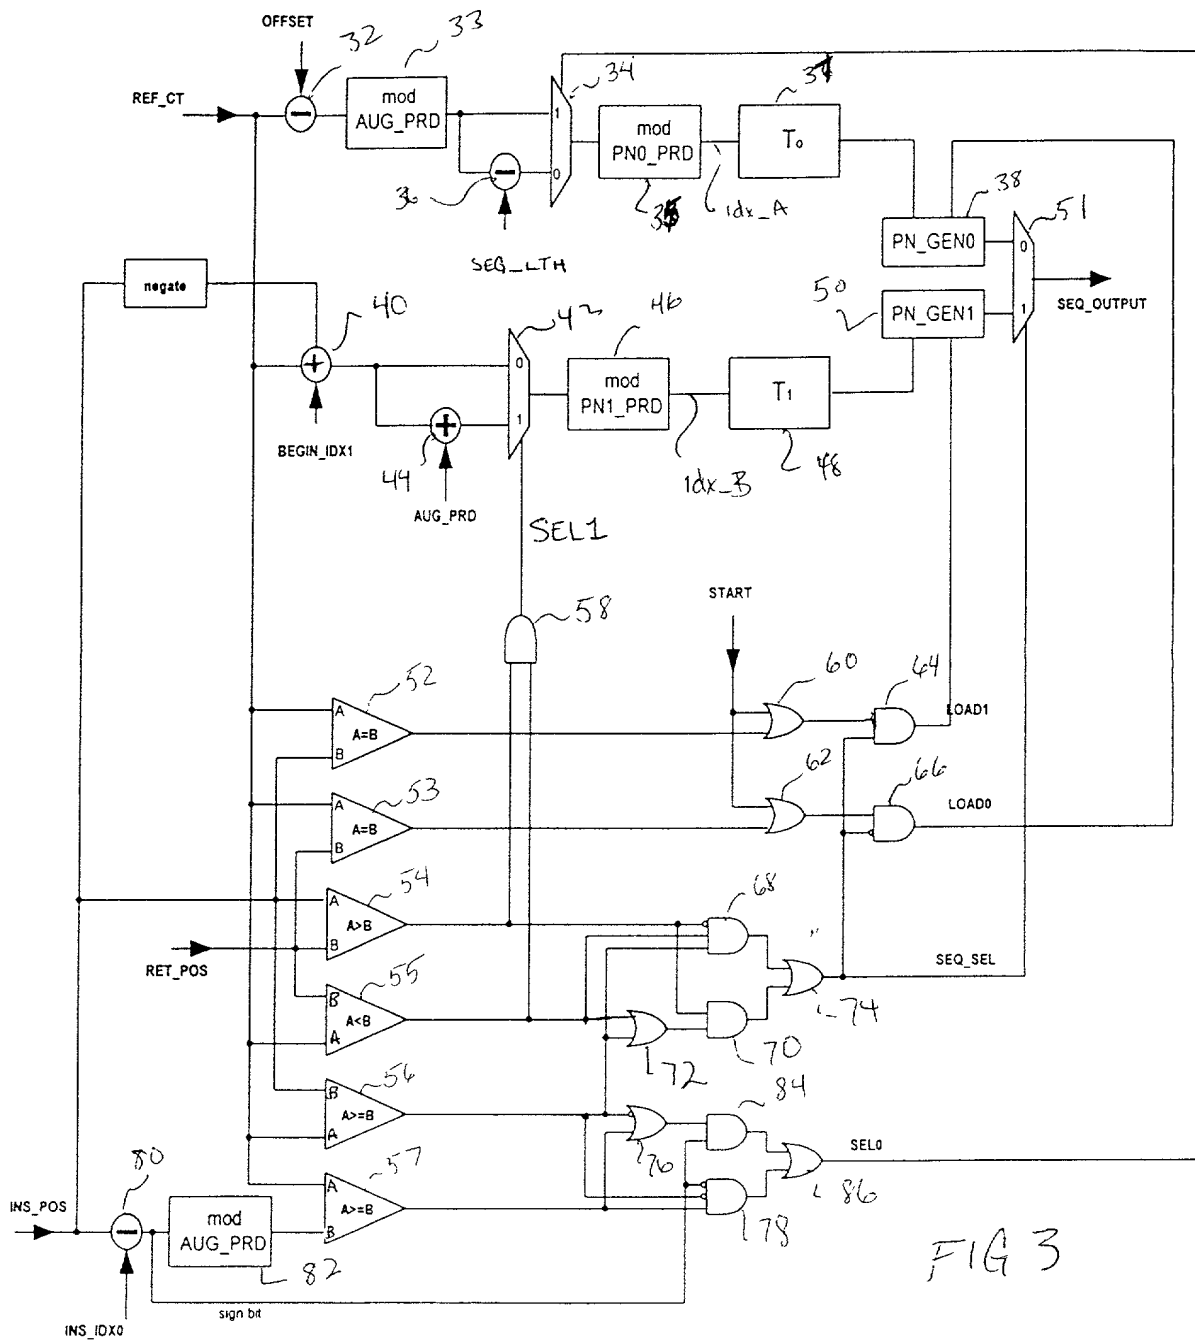 OFFSET
32
33
REF_CT
mod
AUG_PRD
34
1
0
mod
PN0_PRD
T0
36
idx_A
SEQ_LTH
38
PN_GEN0
51
0
1
SEQ_OUTPUT
50
PN_GEN1
negate
40
42
46
0
1
mod
PN1_PRD
T1
BEGIN_IDX1
44
AUG_PRD
idx_B
48
SEL1
58
START
52
A
A=B
B
60
64
LOAD1
53
A
A=B
B
62
66
LOAD0
54
A
A>B
B
68
RET_POS
55
B
A<B
A
SEQ_SEL
74
70
72
56
B
A>=B
A
84
76
SEL0
86
57
A
A>=B
B
78
80
INS_POS
mod
AUG_PRD
82
sign bit
INS_IDX0
FIG 3